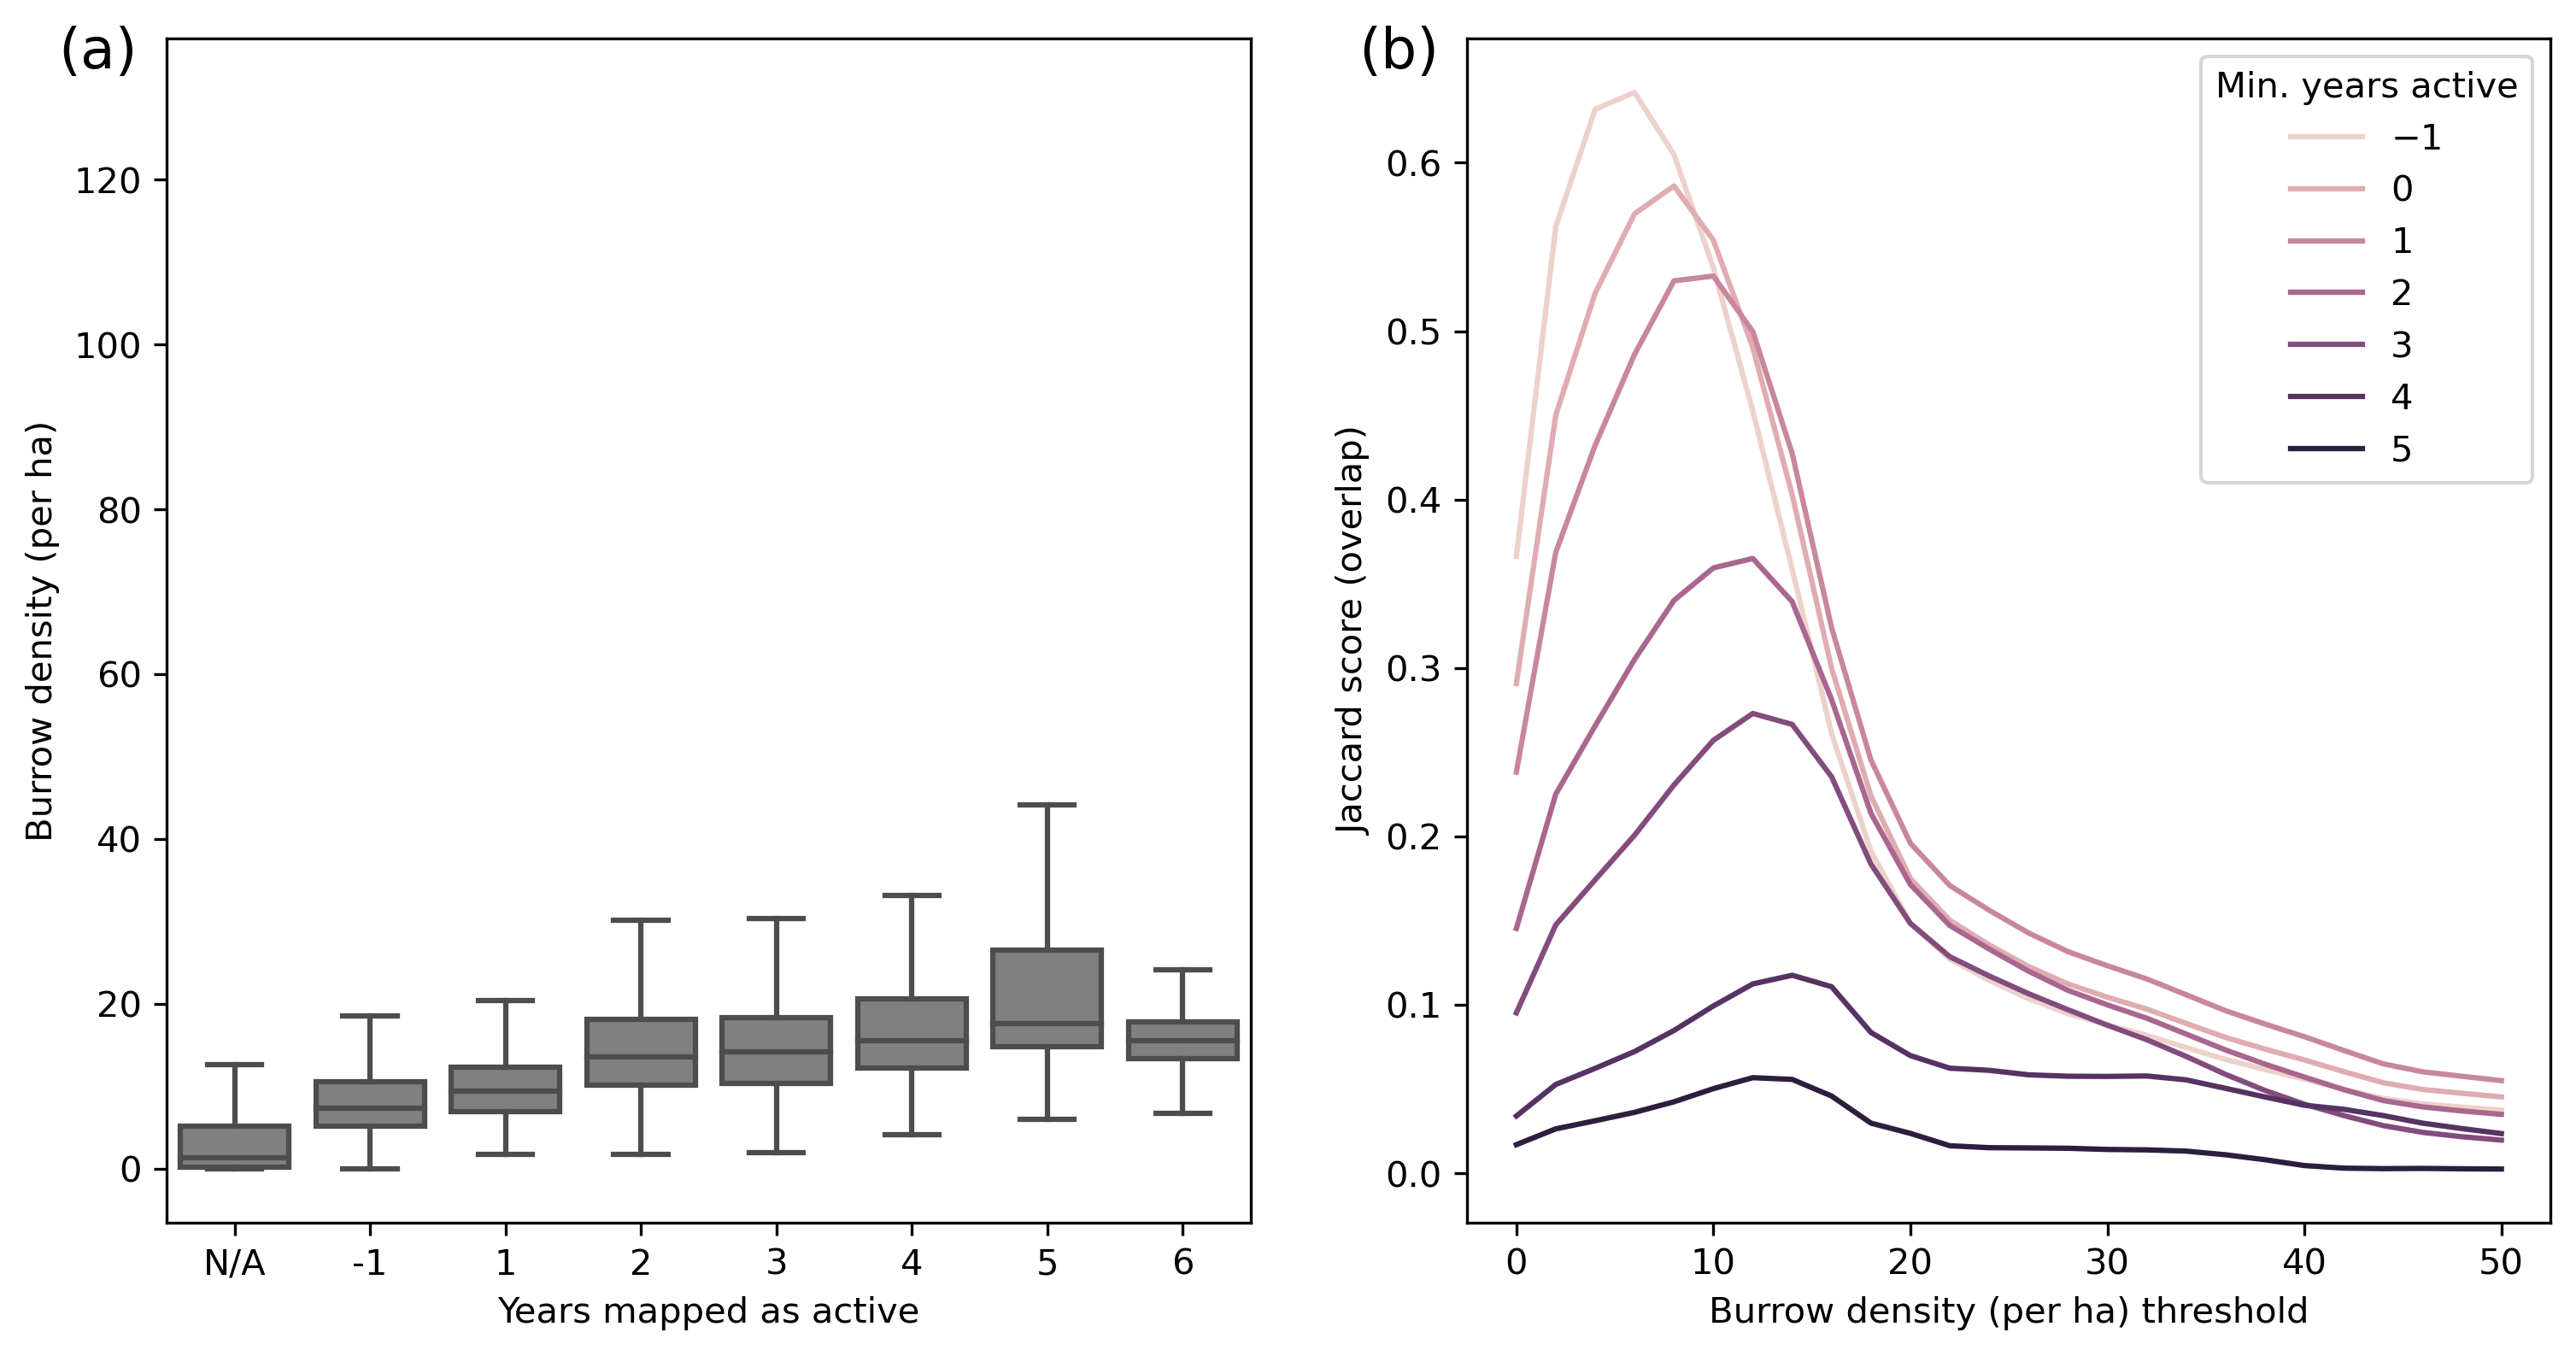 (a)
Burrow density (per ha)
120
100
80
60
40
20
0
N/A -1 1 2 3 4 5 6
Years mapped as active
(b)
Jaccard score (overlap)
0.6
0.5
0.4
0.3
0.2
0.1
0.0
0 10 20 30 40 50
Burrow density (per ha) threshold
Min. years active
−1
0
1
2
3
4
5